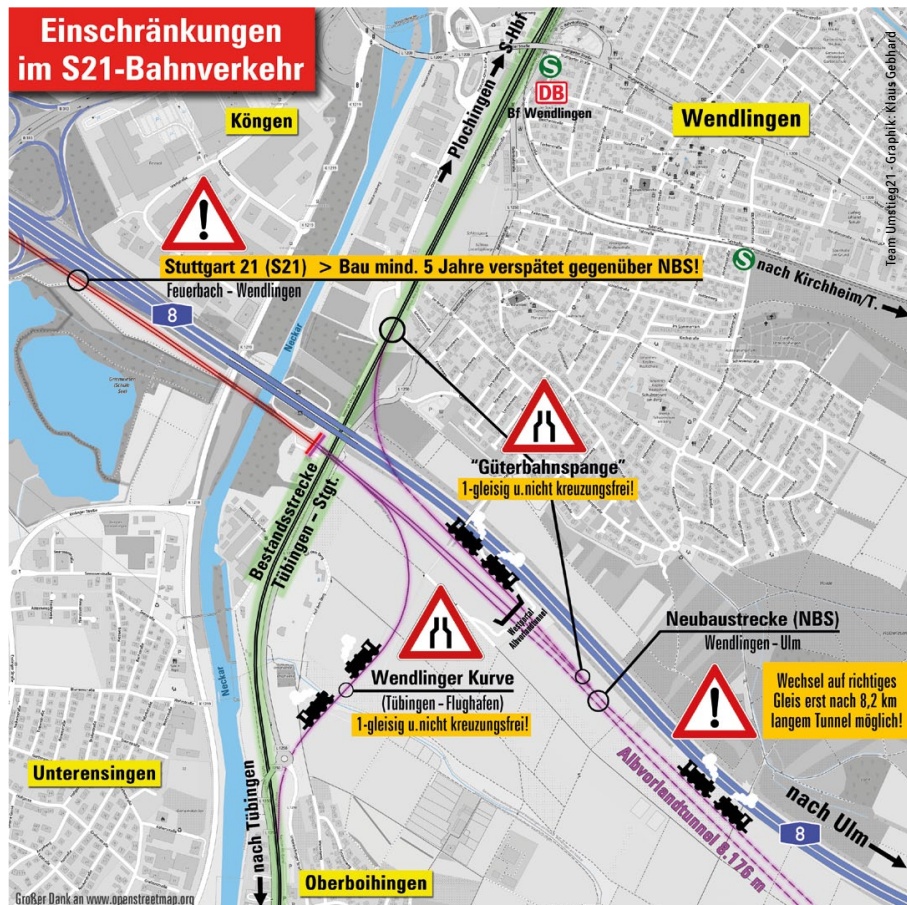 Einschränkungen
im S21-Bahnverkehr
Köngen
Plochingen
S-Hbf
S
DB
Bf Wendlingen
Wendlingen
Team Umstieg21 - Graphik: Klaus Gebhard
Stuttgart 21 (S21) > Bau mind. 5 Jahre verspätet gegenüber NBS!
Feuerbach – Wendlingen
S
nach Kirchheim/T.
8
Neckar
"Güterbahnspange"
1-gleisig u.nicht kreuzungsfrei!
Bestandsstrecke
Tübingen – Stgt.
Westportal
Albvorlandtunnel
Neubaustrecke (NBS)
Wendlingen – Ulm
Wendlinger Kurve
(Tübingen – Flughafen)
1-gleisig u.nicht kreuzungsfrei!
Wechsel auf richtiges
Gleis erst nach 8,2 km
langem Tunnel möglich!
Neckar
Unterensingen
Albvorlandtunnel 8.176 m
nach Ulm
8
nach Tübingen
Oberboihingen
Großer Dank an www.openstreetmap.org